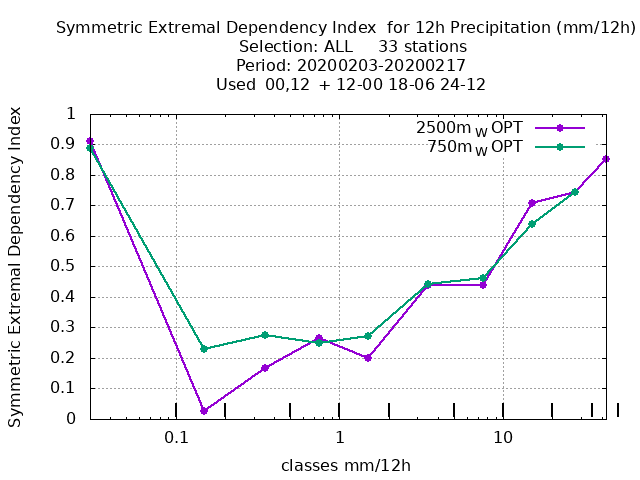 Symmetric Extremal Dependency Index  for 12h Precipitation (mm/12h)
Selection: ALL     33 stations
Period: 20200203-20200217
Used  00,12  + 12-00 18-06 24-12
Symmetric Extremal Dependency Index
1
0.9
0.8
0.7
0.6
0.5
0.4
0.3
0.2
0.1
0
2500m W OPT
750m W OPT
0.1
1
10
classes mm/12h